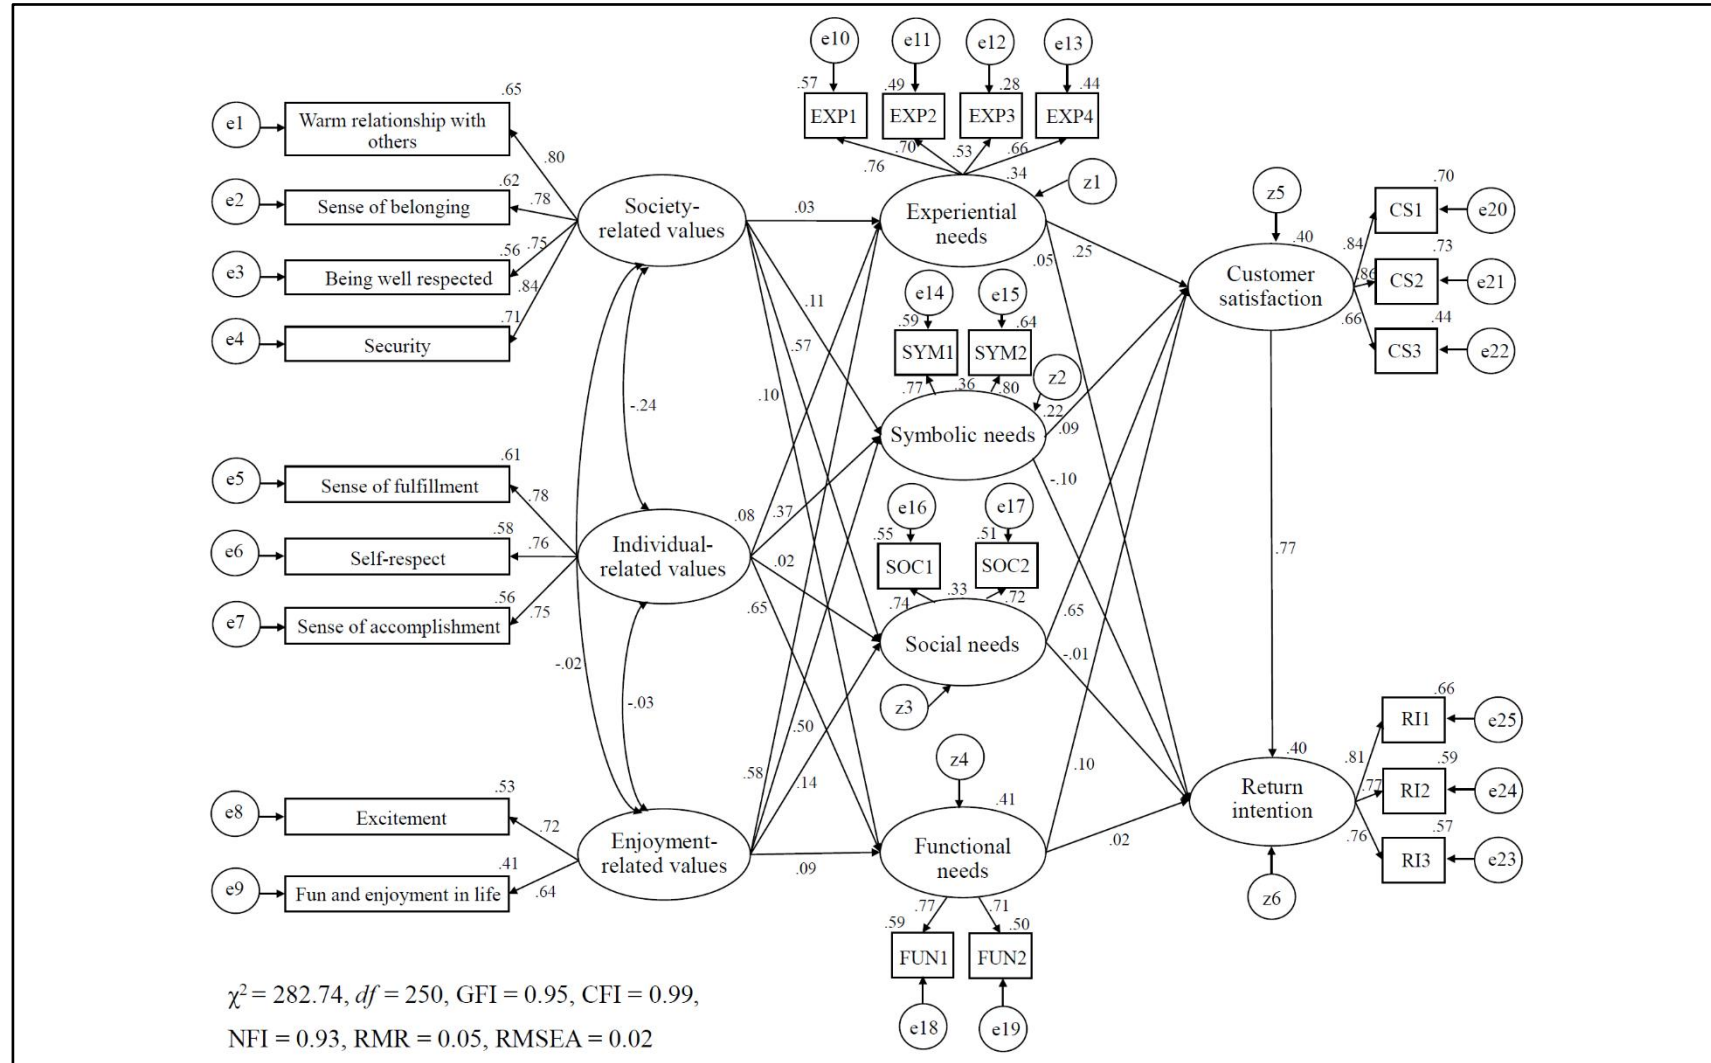 e10
e11
e12
e13
.57
.49
.28
.44
EXP1
EXP2
EXP3
EXP4
.76
.70
.53
.66
.34
z1
.65
e1
Warm relationship with
others
.80
.62
e2
Sense of belonging
.78
.56
.75
e3
Being well respected
.84
.71
e4
Security
Society-
related values
.03
.11
.57
.10
Experiential
needs
.25
.05
z5
.40
Customer
satisfaction
.70
CS1
e20
.84
.73
CS2
e21
.86
.44
CS3
e22
.66
e14
e15
.59
.64
SYM1
SYM2
.77
.36
.80
z2
.22
Symbolic needs
.09
-.10
-.24
.61
e5
Sense of fulfillment
.78
.58
e6
Self-respect
.76
.56
e7
Sense of accomplishment
.75
Individual-
related values
.08
.37
.02
.65
e16
e17
.55
.51
SOC1
SOC2
.74
.33
.72
Social needs
z3
.65
-.01
.77
-.02
-.03
.53
e8
Excitement
.72
.41
e9
Fun and enjoyment in life
.64
Enjoyment-
related values
.50
.58
.14
.09
z4
.41
Functional
needs
.10
.02
.77
.71
.59
.50
FUN1
FUN2
e18
e19
.40
Return
intention
z6
.66
RI1
e25
.81
.59
RI2
e24
.77
.57
RI3
e23
.76
χ² = 282.74, df = 250, GFI = 0.95, CFI = 0.99,
NFI = 0.93, RMR = 0.05, RMSEA = 0.02